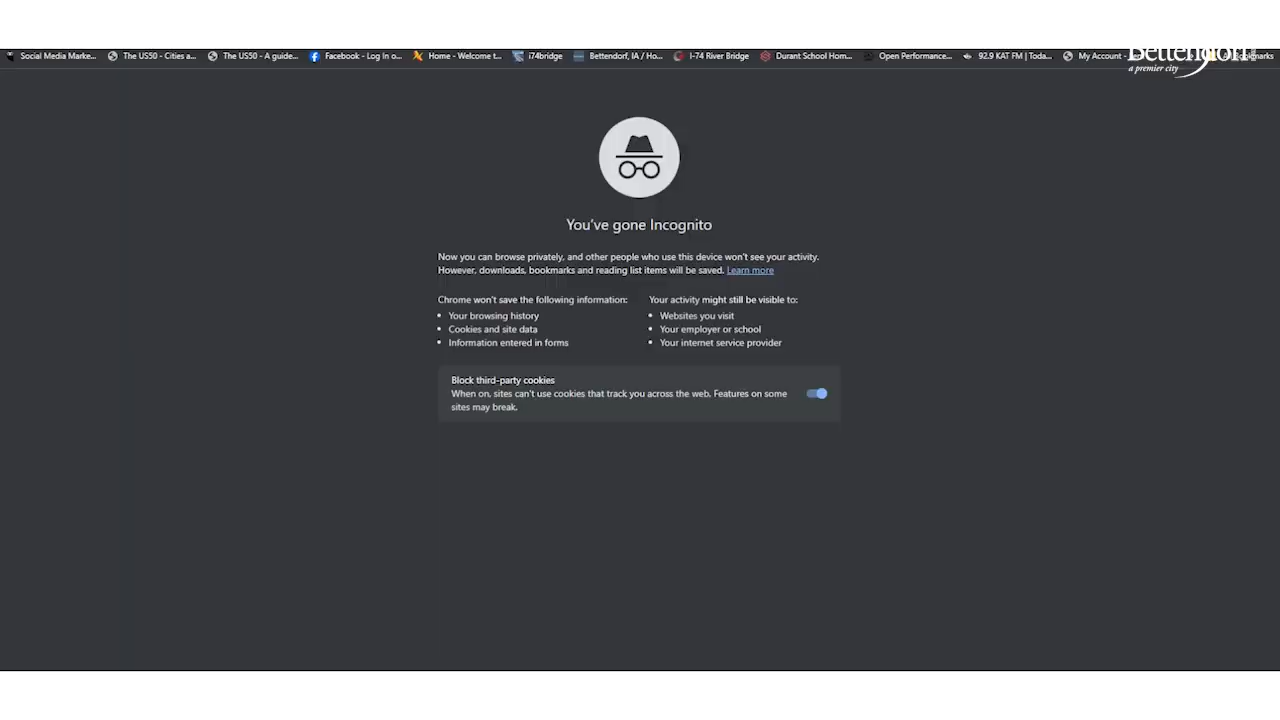 Social Media Marke... The US50 - Cities a... The US50 - A guide... Facebook - Log In o... Home - Welcome t... i74bridge Bettendorf, IA / Ho... I-74 River Bridge Durant School Hom... Open Performanc... 92.9 KAT FM | Toda... My Account -
Bettendorf
a premier city
You've gone Incognito
Now you can browse privately, and other people who use this device won't see your activity.
However, downloads, bookmarks and reading list items will be saved. Learn more
Chrome won't save the following information:
Your browsing history
Cookies and site data
Information entered in forms
Your activity might still be visible to:
Websites you visit
Your employer or school
Your internet service provider
Block third-party cookies
When on, sites can't use cookies that track you across the web. Features on some
sites may break.